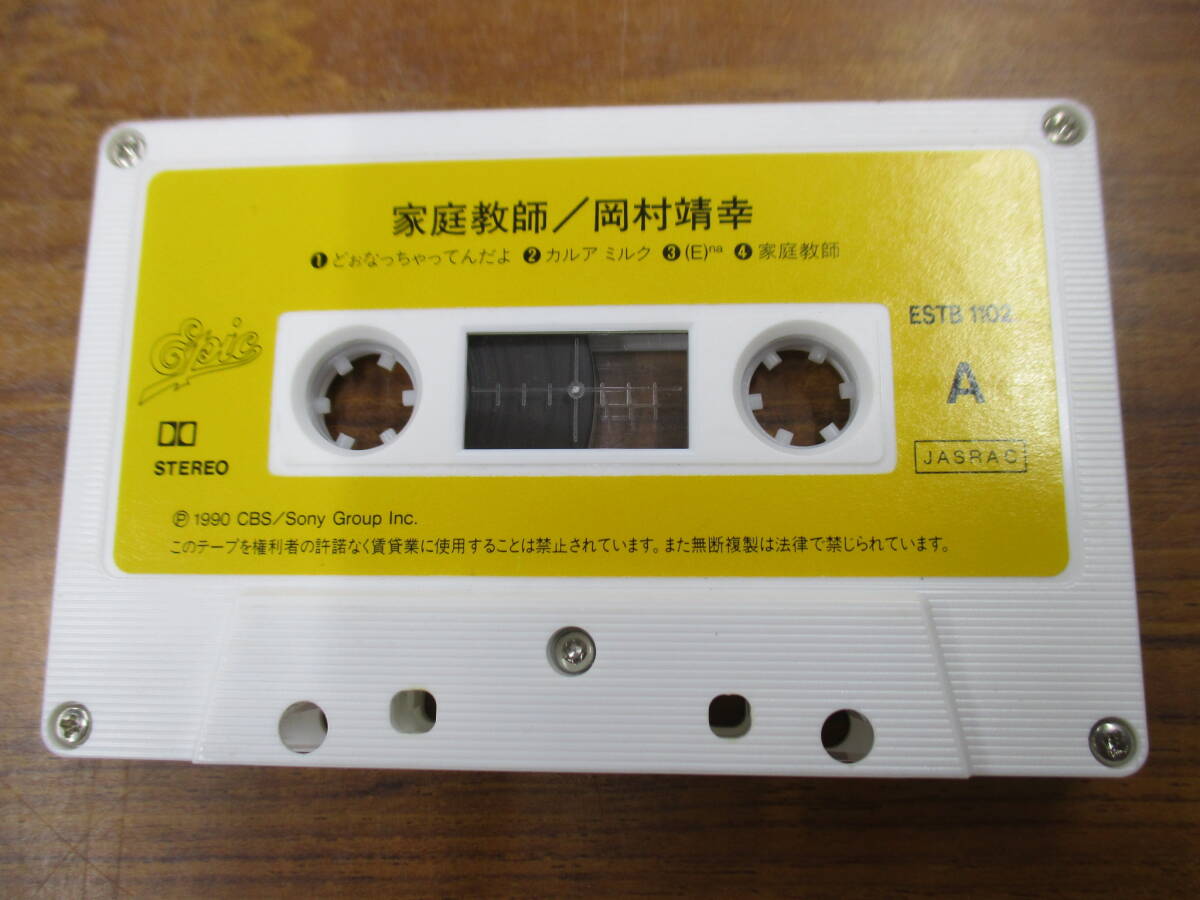 家庭教師/岡村靖幸
❶どぉなっちゃってんだよ ❷カルア ミルク ❸(E)na ❹家庭教師
Epic
ESTB 1102
A
STEREO
JASRAC
Ⓟ1990 CBS/Sony Group Inc.
このテープを権利者の許諾なく賃貸業に使用することは禁止されています。また無断複製は法律で禁じられています。